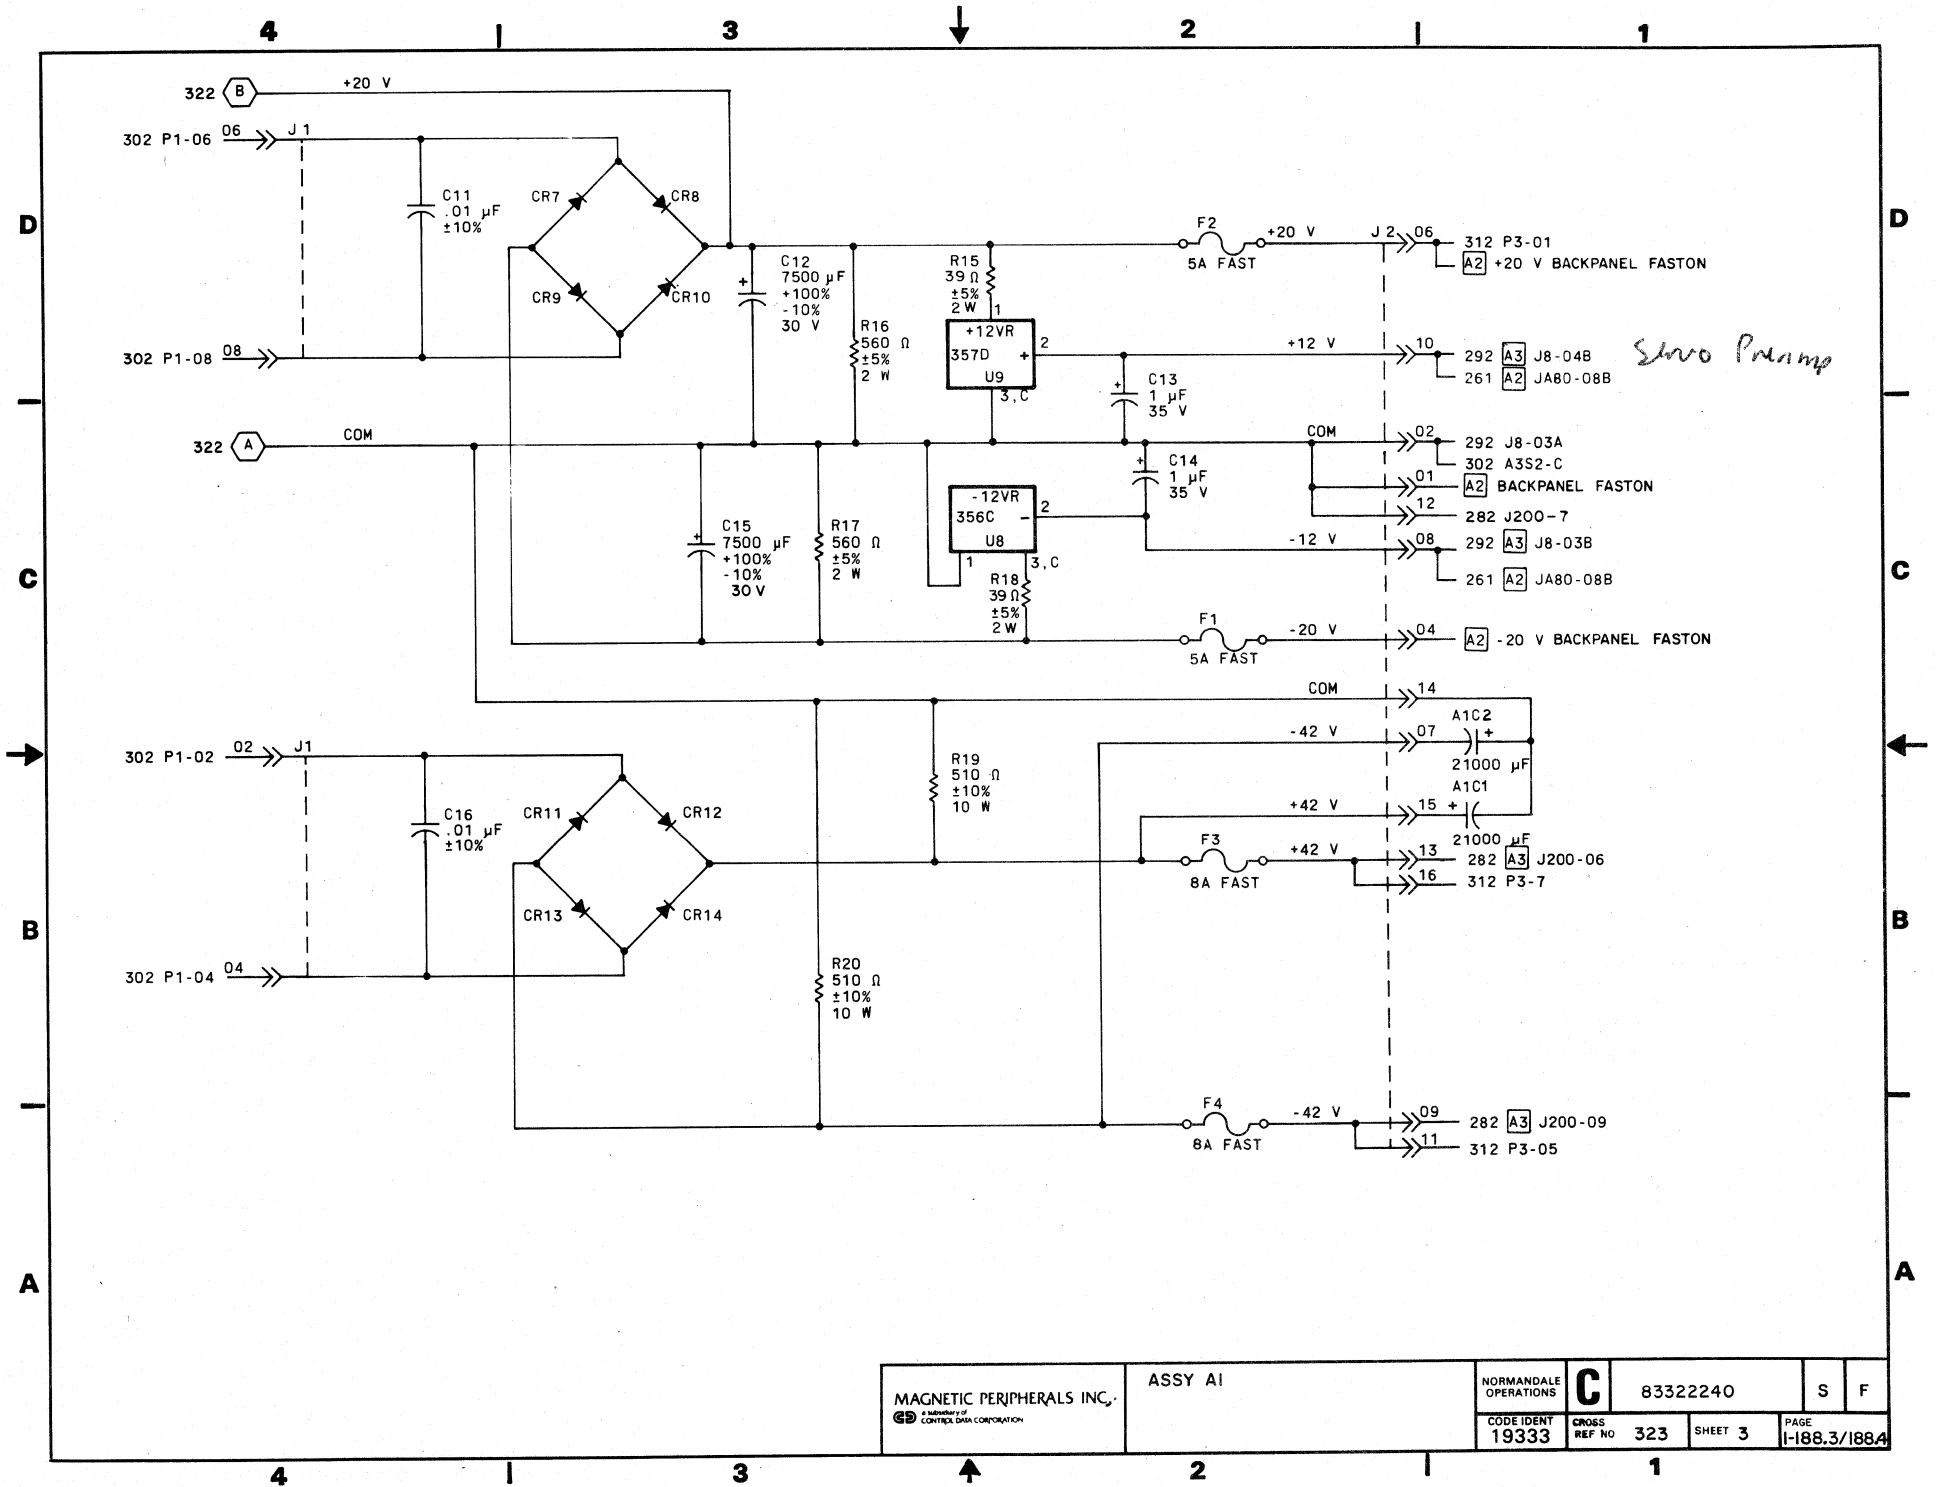 4 3 2 1
322 B +20 V
302 P1-06 06 J1
C11
.01 µF
±10%
CR7 CR8
CR9 CR10
302 P1-08 08
D D
C12
7500 µF
+100%
-10%
30 V
R16
560 Ω
±5%
2 W
R15
39 Ω
±5%
2 W
1
+12VR
357D + 2
U9
3,C
F2
5A FAST
+20 V J2 06 312 P3-01
A2 +20 V BACKPANEL FASTON
+12 V 10 292 A3 J8-04B
261 A2 JA80-08B
Servo Preamp
C13
1 µF
35 V
322 A COM
COM 02 292 J8-03A
302 A3S2-C
01 A2 BACKPANEL FASTON
12 282 J200-7
C14
1 µF
35 V
-12VR
356C - 2
U8
1 3,C
-12 V 08 292 A3 J8-03B
261 A2 JA80-08B
C C
C15
7500 µF
+100%
-10%
30 V
R17
560 Ω
±5%
2 W
R18
39 Ω
±5%
2 W
F1
5A FAST
-20 V 04 A2 -20 V BACKPANEL FASTON
COM 14
A1C2
-42 V 07 +
21000 µF
A1C1
+42 V 15 +
21000 µF
302 P1-02 02 J1
C16
.01 µF
±10%
CR11 CR12
CR13 CR14
302 P1-04 04
R19
510 Ω
±10%
10 W
F3
8A FAST
+42 V 13 282 A3 J200-06
16 312 P3-7
B B
R20
510 Ω
±10%
10 W
F4
8A FAST
-42 V 09 282 A3 J200-09
11 312 P3-05
A A
MAGNETIC PERIPHERALS INC.
a subsidiary of
CONTROL DATA CORPORATION
ASSY A1
NORMANDALE
OPERATIONS
C 83322240 S F
CODE IDENT
19333
CROSS
REF NO 323
SHEET 3
PAGE
1-188.3/188.4
4 3 2 1